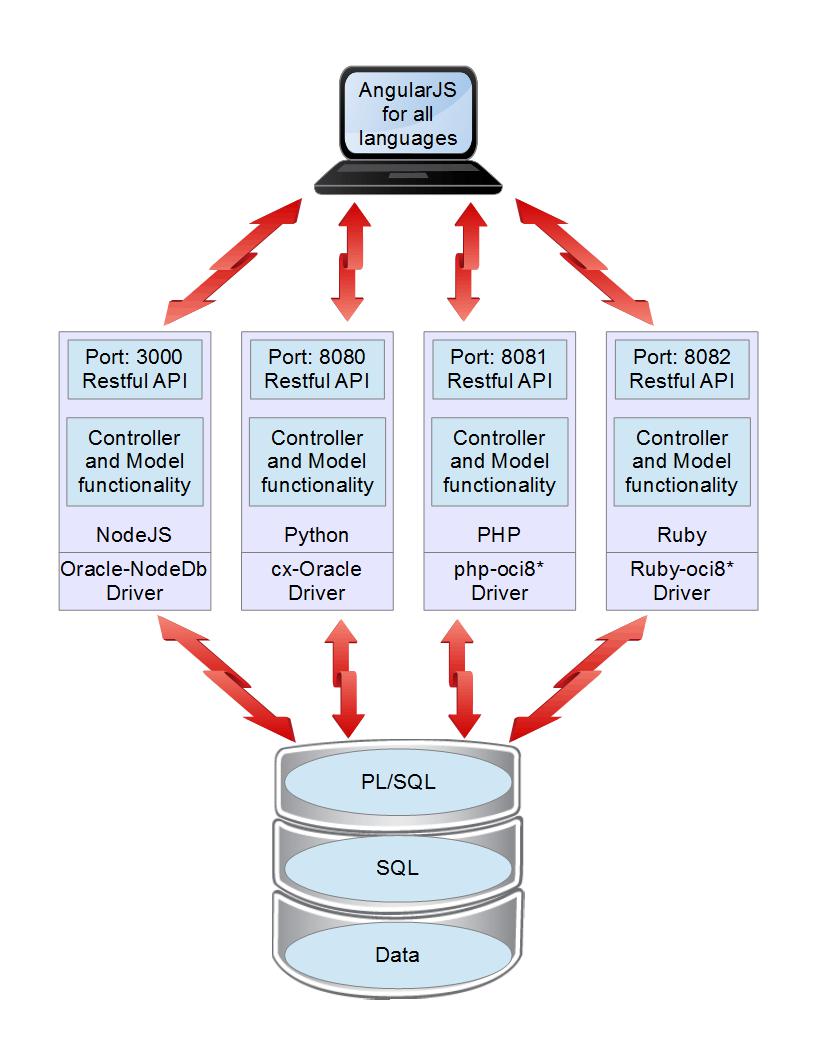 AngularJS
for all
languages
Port: 3000
Restful API
Controller
and Model
functionality
NodeJS
Oracle-NodeDb
Driver
Port: 8080
Restful API
Controller
and Model
functionality
Python
cx-Oracle
Driver
Port: 8081
Restful API
Controller
and Model
functionality
PHP
php-oci8*
Driver
Port: 8082
Restful API
Controller
and Model
functionality
Ruby
Ruby-oci8*
Driver
PL/SQL
SQL
Data